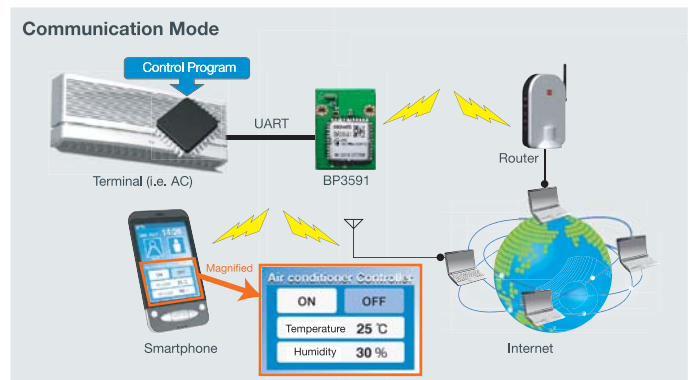 Communication Mode
Control Program
UART
Terminal (i.e. AC)
BP3591
Router
Magnified
Air conditioner Controller
ON OFF
Temperature 25 ℃
Humidity 30 %
Smartphone
Internet